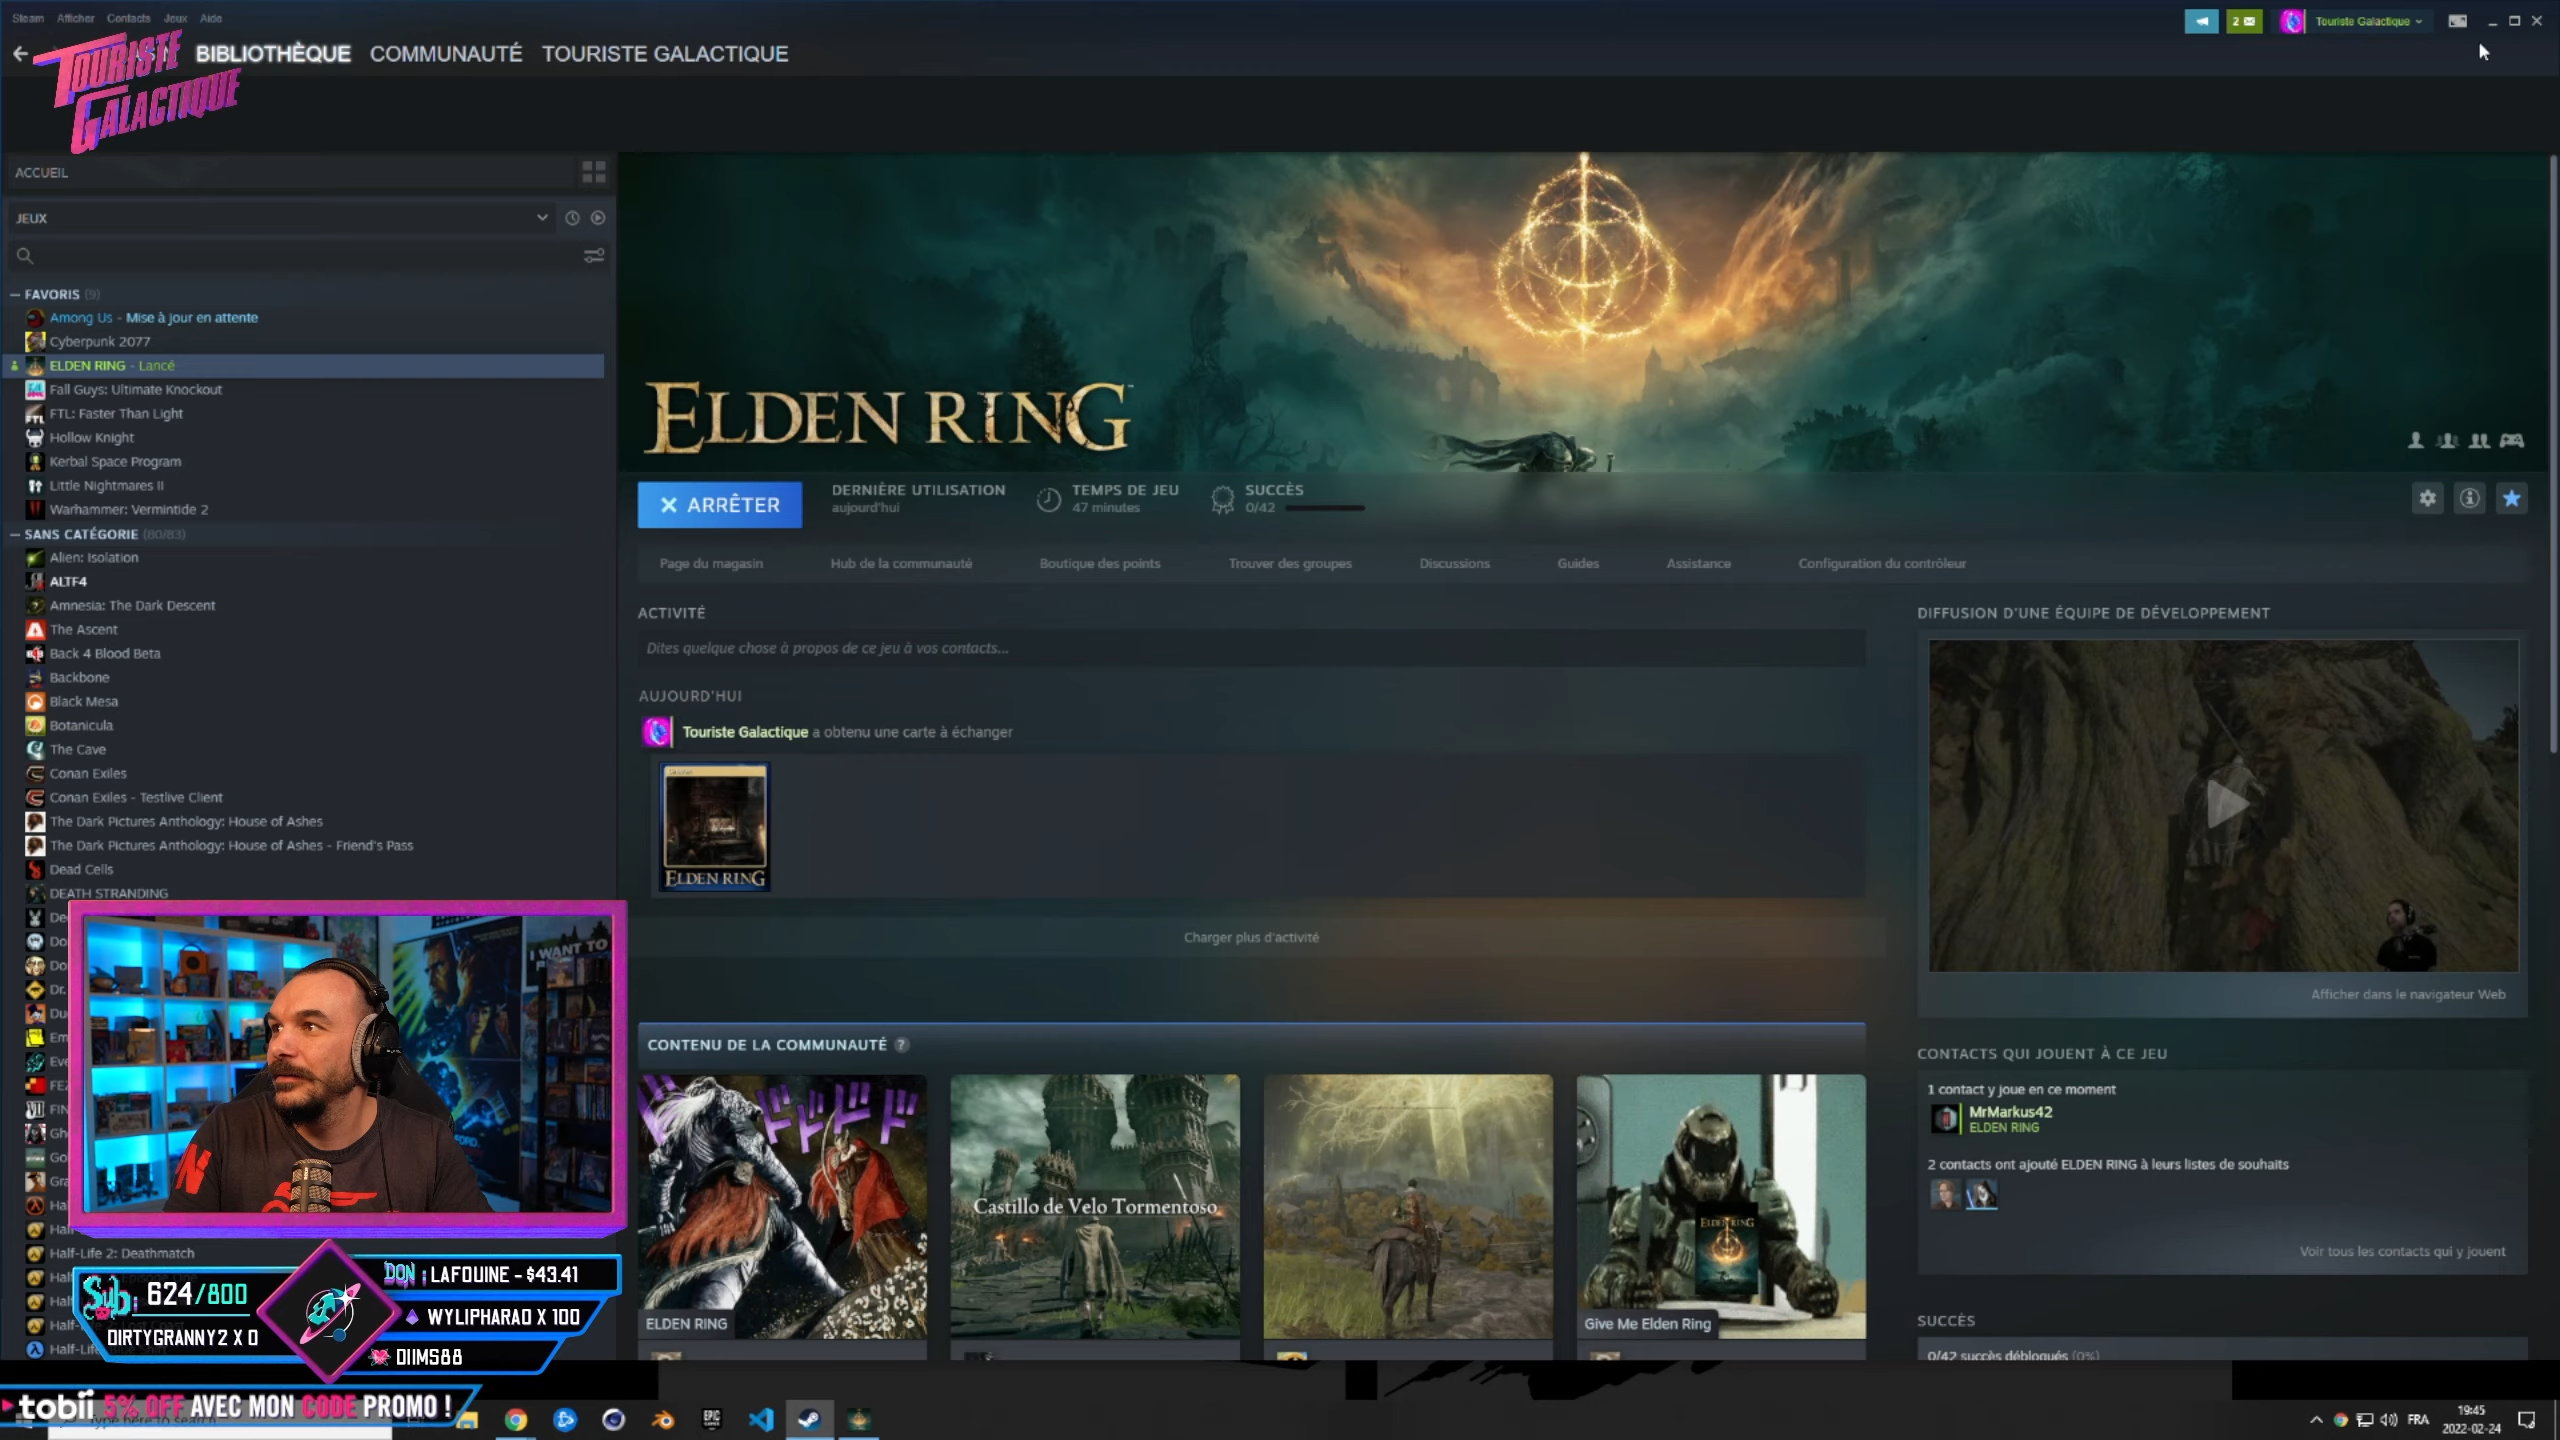 Steam Afficher Contacts Jeux Aide
2
Touriste Galactique
BIBLIOTHÈQUE COMMUNAUTÉ TOURISTE GALACTIQUE
TOURISTE
GALACTIQUE
ACCUEIL
JEUX
FAVORIS (9)
Among Us - Mise à jour en attente
Cyberpunk 2077
ELDEN RING - Lancé
Fall Guys: Ultimate Knockout
FTL: Faster Than Light
Hollow Knight
Kerbal Space Program
Little Nightmares II
Warhammer: Vermintide 2
SANS CATÉGORIE (80/83)
Alien: Isolation
ALTF4
Amnesia: The Dark Descent
The Ascent
Back 4 Blood Beta
Backbone
Black Mesa
Botanicula
The Cave
Conan Exiles
Conan Exiles - Testlive Client
The Dark Pictures Anthology: House of Ashes
The Dark Pictures Anthology: House of Ashes - Friend's Pass
Dead Cells
DEATH STRANDING
Half-Life 2: Deathmatch
I WANT TO
Sub: 624/800
DIRTYGRANNY2 X 0
DON : LAFOUINE - $43.41
WYLIPHARAO X 100
DIIMS88
tobii 5% OFF AVEC MON CODE PROMO !
ELDEN RING
ARRÊTER
DERNIÈRE UTILISATION
aujourd'hui
TEMPS DE JEU
47 minutes
SUCCÈS
0/42
Page du magasin Hub de la communauté Boutique des points Trouver des groupes Discussions Guides Assistance Configuration du contrôleur
ACTIVITÉ
Dites quelque chose à propos de ce jeu à vos contacts...
AUJOURD'HUI
Touriste Galactique a obtenu une carte à échanger
ELDEN RING
Charger plus d'activité
CONTENU DE LA COMMUNAUTÉ ?
ELDEN RING
Castillo de Velo Tormentoso
ELDEN RING
Give Me Elden Ring
DIFFUSION D'UNE ÉQUIPE DE DÉVELOPPEMENT
Afficher dans le navigateur Web
CONTACTS QUI JOUENT À CE JEU
1 contact y joue en ce moment
MrMarkus42
ELDEN RING
2 contacts ont ajouté ELDEN RING à leurs listes de souhaits
Voir tous les contacts qui y jouent
SUCCÈS
0/42 succès débloqués (0%)
EPIC
FRA
19:45
2022-02-24